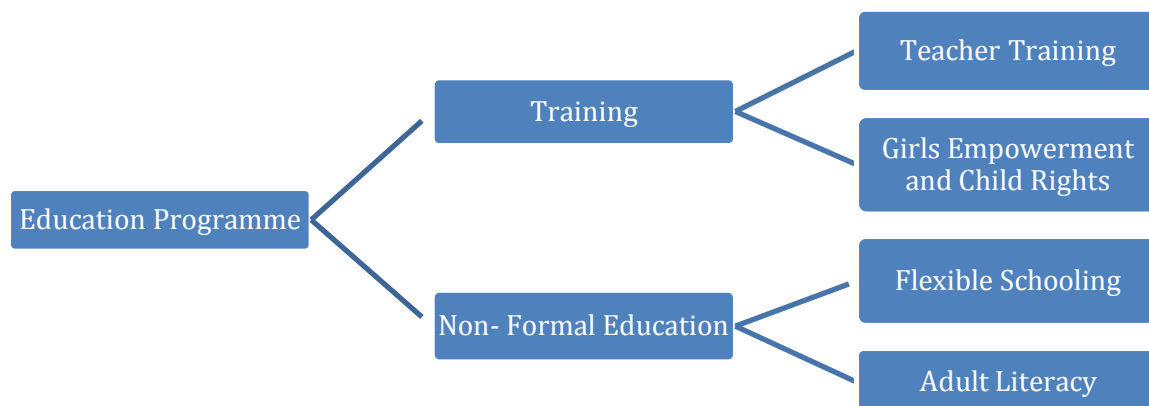 Teacher Training
Training
Girls Empowerment
and Child Rights
Education Programme
Flexible Schooling
Non- Formal Education
Adult Literacy